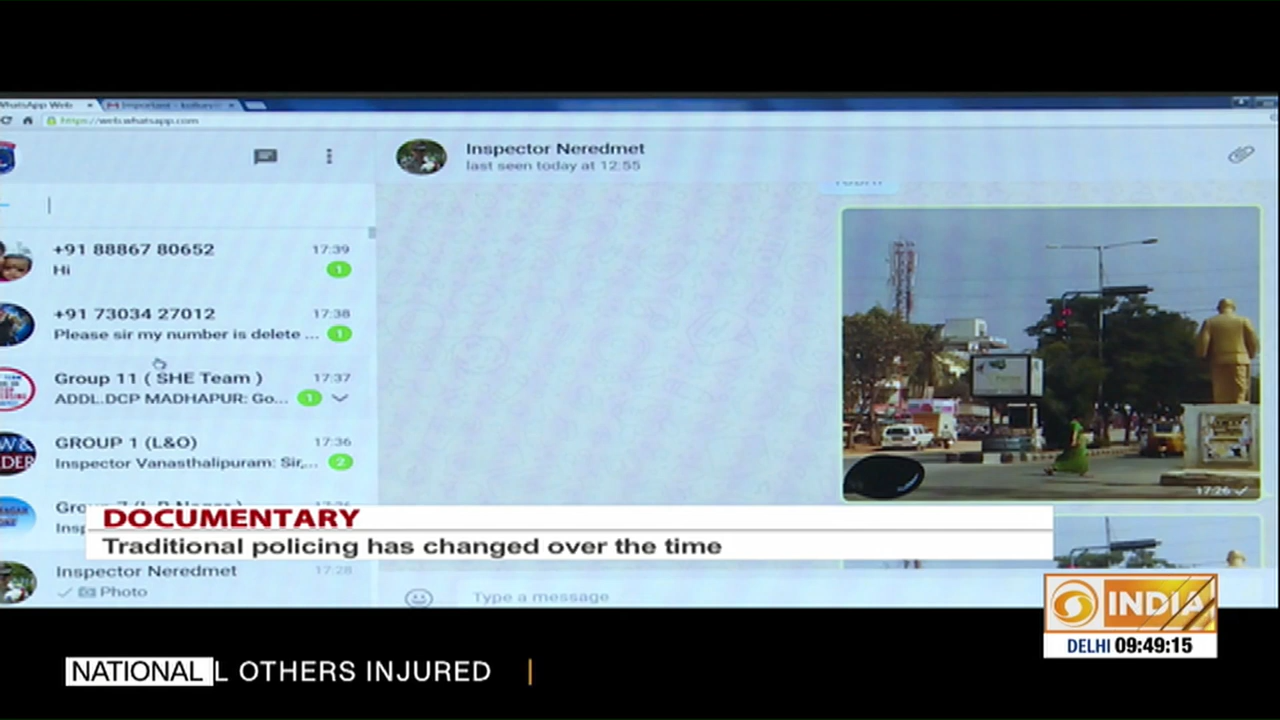 WhatsApp Web
Important -
https://web.whatsapp.com
Inspector Neredmet
last seen today at 12:55
TODAY
+91 88867 80652 17:39
Hi 1
+91 73034 27012 17:38
Please sir my number is delete ... 1
Group 11 ( SHE Team ) 17:37
ADDL.DCP MADHAPUR: Go... 1
GROUP 1 (L&O) 17:36
Inspector Vanasthalipuram: Sir,... 2
17:26
DOCUMENTARY
Traditional policing has changed over the time
Inspector Neredmet 17:28
Photo
Type a message
INDIA
DELHI 09:49:15
NATIONAL L OTHERS INJURED